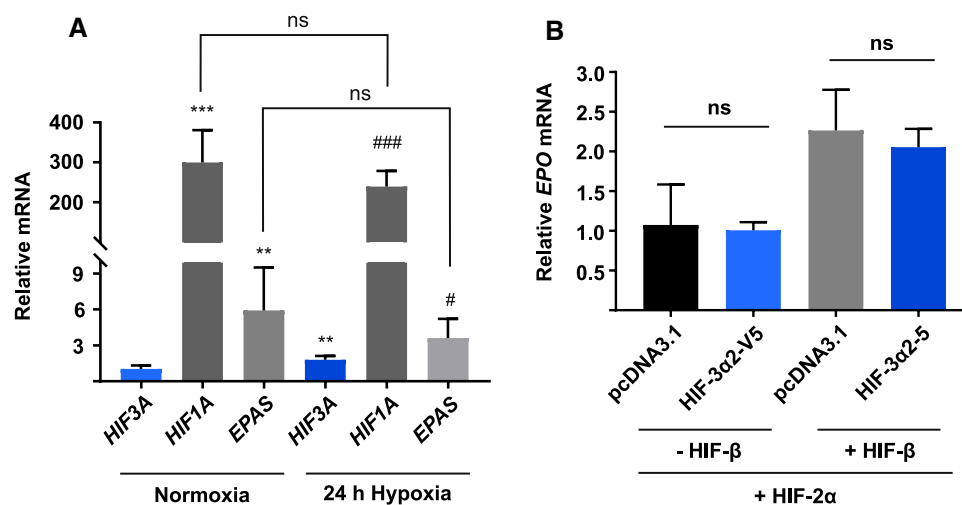 A
ns
ns
***
###
**
**
#
Relative mRNA
400
300
200
9
6
3
HIF3A
HIF1A
EPAS
HIF3A
HIF1A
EPAS
Normoxia
24 h Hypoxia
B
ns
ns
Relative EPO mRNA
3.0
2.5
2.0
1.5
1.0
0.5
pcDNA3.1
HIF-3α2-V5
pcDNA3.1
HIF-3α2-5
- HIF-β
+ HIF-β
+ HIF-2α